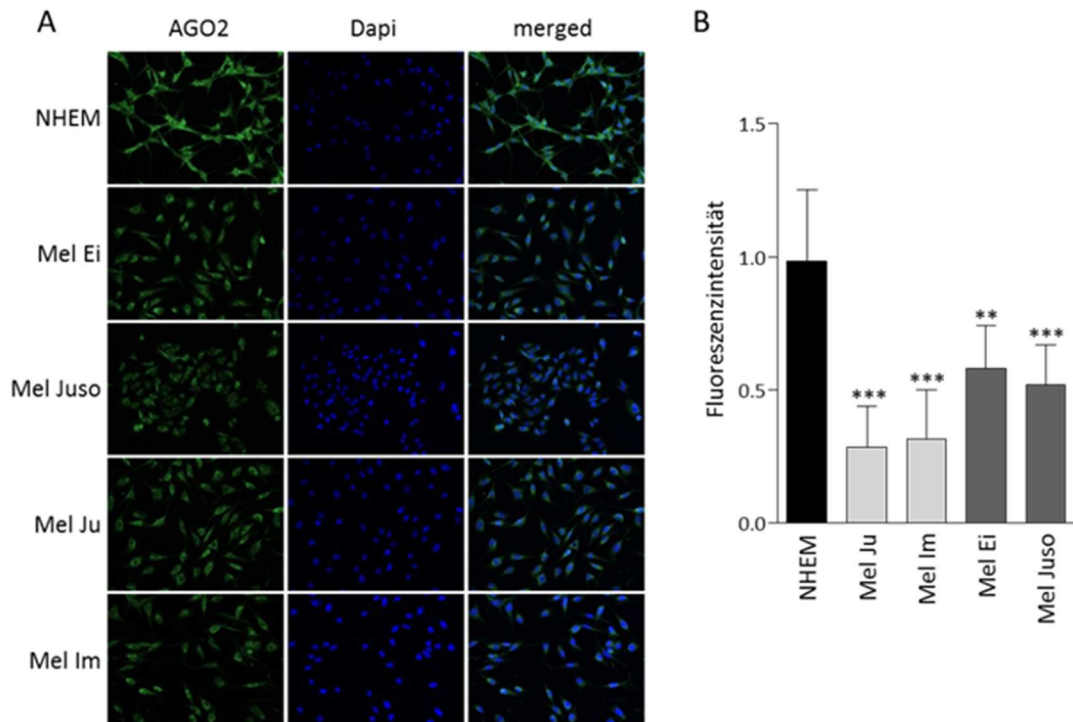 A
AGO2 Dapi merged
NHEM
Mel Ei
Mel Juso
Mel Ju
Mel Im
B
Fluoreszenzintität
1.5
1.0
0.5
0.0
***
***
**
***
NHEM
Mel Ju
Mel Im
Mel Ei
Mel Juso